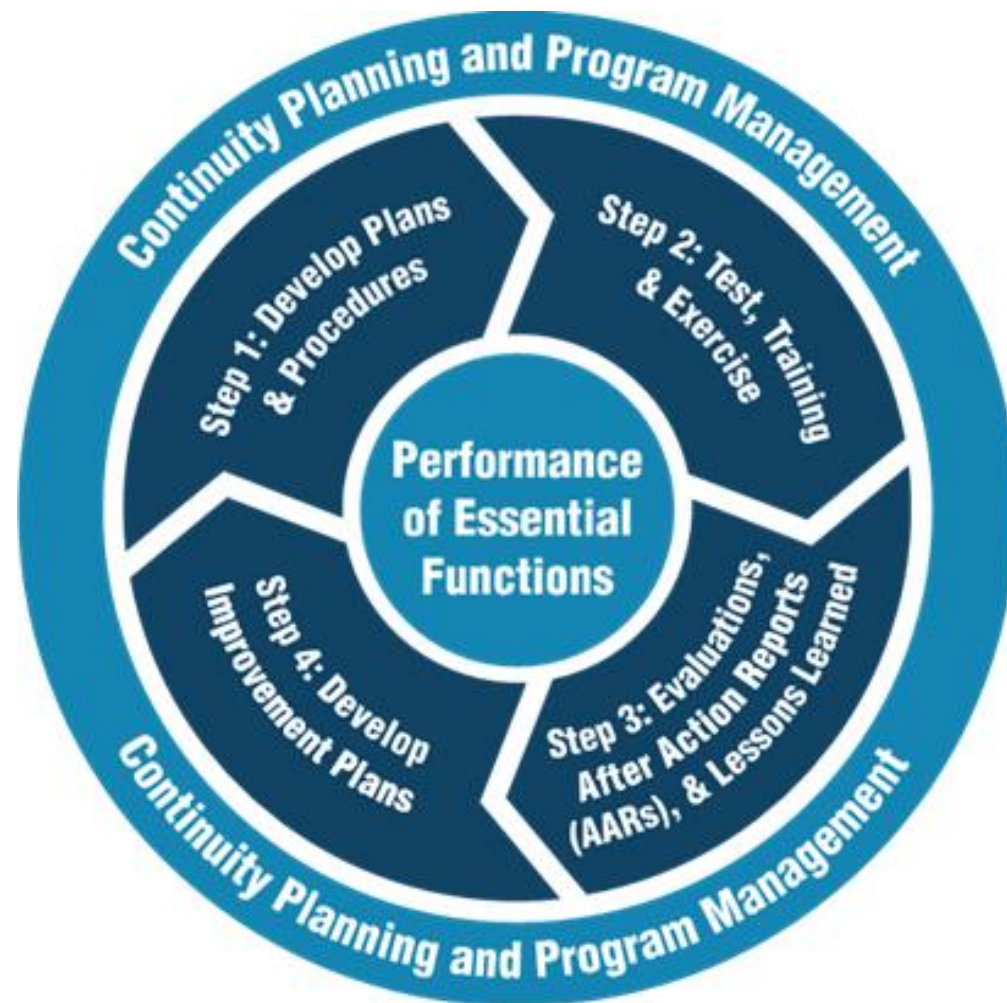 Continuity Planning and Program Management
Step 1: Develop Plans
& Procedures
Step 2: Test, Training
& Exercise
Performance
of Essential
Functions
Step 3: Evaluations,
After Action Reports
(AARs), & Lessons Learned
Step 4: Develop
Improvement Plans
Continuity Planning and Program Management